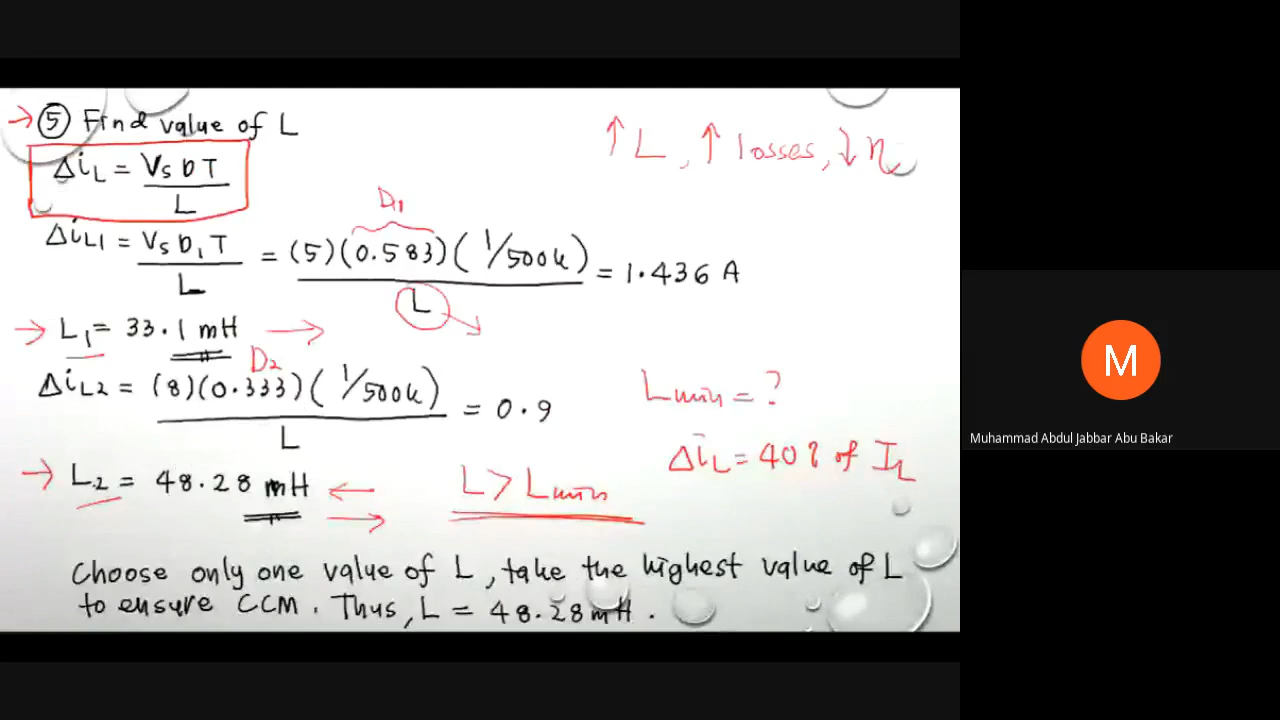 → ⑤ Find value of L
↑ L, ↑ losses, ↓ η
ΔiL = Vs D T / L
D1
ΔiL1 = Vs D1 T / L = (5)(0.583)(1/500k) / L = 1.436 A
→ L1 = 33.1 mH →
D2
ΔiL2 = (8)(0.333)(1/500k) / L = 0.9
Lmin = ?
ΔiL = 40% of IL
→ L2 = 48.28 mH ← →
L > Lmin
Choose only one value of L, take the highest value of L
to ensure CCM. Thus, L = 48.28 mH.
M
Muhammad Abdul Jabbar Abu Bakar